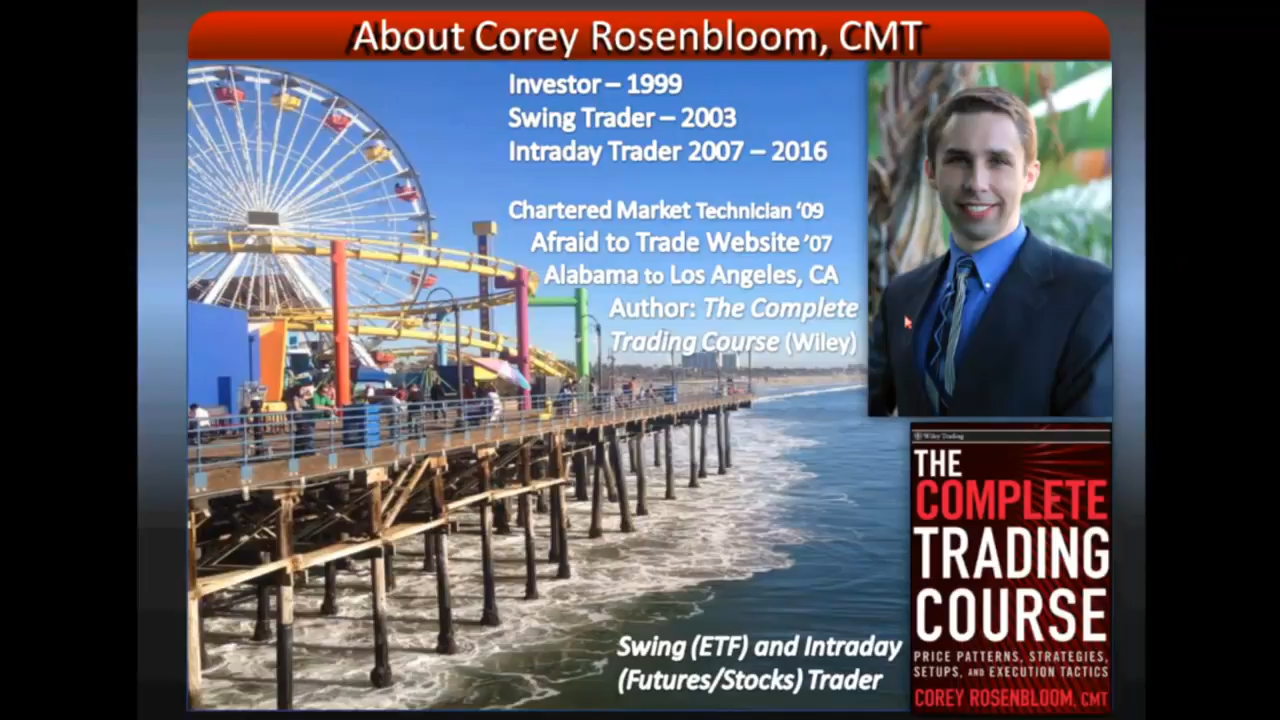 About Corey Rosenbloom, CMT
Investor – 1999
Swing Trader – 2003
Intraday Trader 2007 – 2016
Chartered Market Technician ‘09
Afraid to Trade Website ’07
Alabama to Los Angeles, CA
Author: The Complete
Trading Course (Wiley)
Swing (ETF) and Intraday
(Futures/Stocks) Trader
Wiley Trading
THE
COMPLETE
TRADING
COURSE
PRICE PATTERNS, STRATEGIES,
SETUPS, AND EXECUTION TACTICS
COREY ROSENBLOOM, CMT